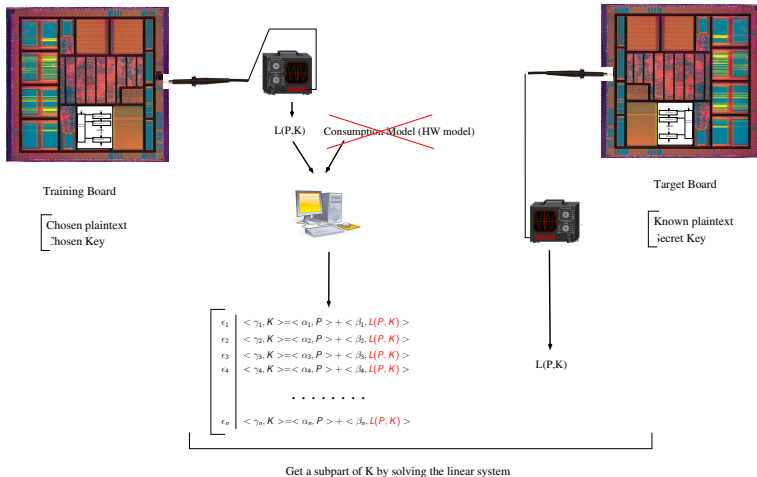 L(P,K)
Consumption Model (HW model)
Training Board
Chosen plaintext
Chosen Key
Target Board
Known plaintext
Secret Key
L(P,K)
ϵ₁ < γ₁, K >=< α₁, P > + < β₁, L(P, K) >
ϵ₂ < γ₂, K >=< α₂, P > + < β₂, L(P, K) >
ϵ₃ < γ₃, K >=< α₃, P > + < β₃, L(P, K) >
ϵ₄ < γ₄, K >=< α₄, P > + < β₄, L(P, K) >
. . . . . . . .
ϵₙ < γₙ, K >=< αₙ, P > + < βₙ, L(P, K) >
Get a subpart of K by solving the linear system